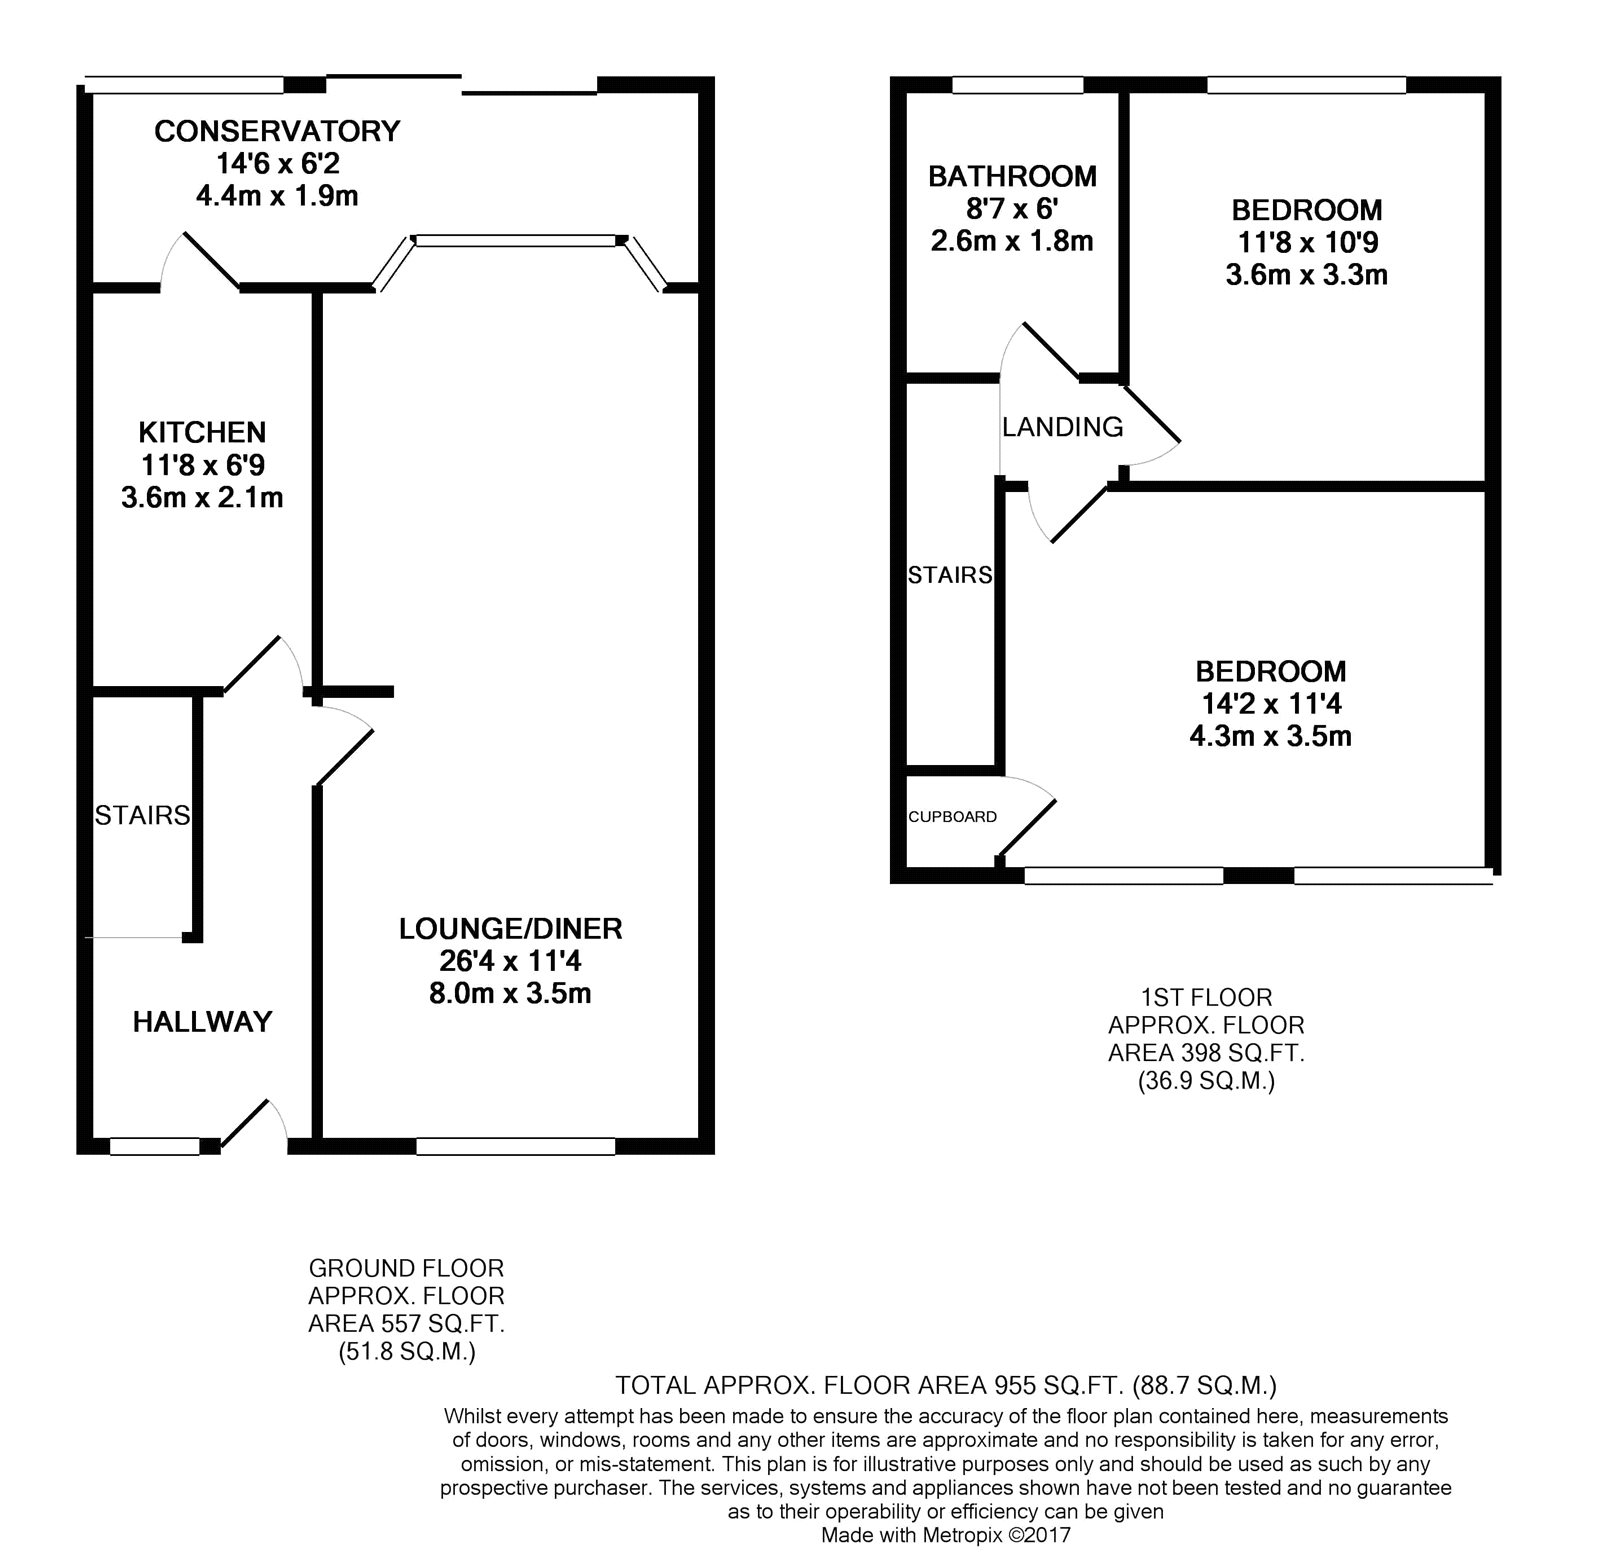 CONSERVATORY
14'6 x 6'2
4.4m x 1.9m
KITCHEN
11'8 x 6'9
3.6m x 2.1m
STAIRS
LOUNGE/DINER
26'4 x 11'4
8.0m x 3.5m
HALLWAY
GROUND FLOOR
APPROX. FLOOR
AREA 557 SQ.FT.
(51.8 SQ.M.)
BATHROOM
8'7 x 6'
2.6m x 1.8m
BEDROOM
11'8 x 10'9
3.6m x 3.3m
LANDING
STAIRS
BEDROOM
14'2 x 11'4
4.3m x 3.5m
CUPBOARD
1ST FLOOR
APPROX. FLOOR
AREA 398 SQ.FT.
(36.9 SQ.M.)
TOTAL APPROX. FLOOR AREA 955 SQ.FT. (88.7 SQ.M.)
Whilst every attempt has been made to ensure the accuracy of the floor plan contained here, measurements
of doors, windows, rooms and any other items are approximate and no responsibility is taken for any error,
omission, or mis-statement. This plan is for illustrative purposes only and should be used as such by any
prospective purchaser. The services, systems and appliances shown have not been tested and no guarantee
as to their operability or efficiency can be given
Made with Metropix ©2017